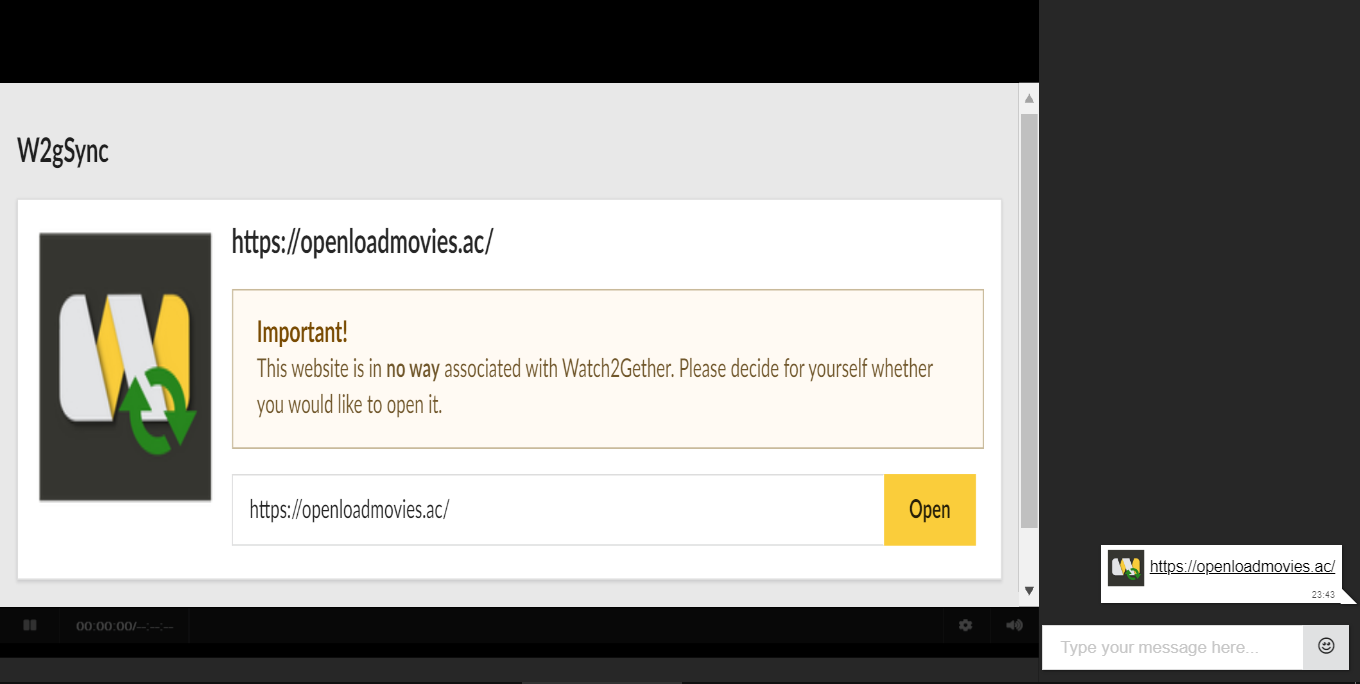 W2gSync
https://openloadmovies.ac/
Important!
This website is in no way associated with Watch2Gether. Please decide for yourself whether
you would like to open it.
https://openloadmovies.ac/
Open
00:00:00/--:--:--
https://openloadmovies.ac/
23:43
Type your message here...